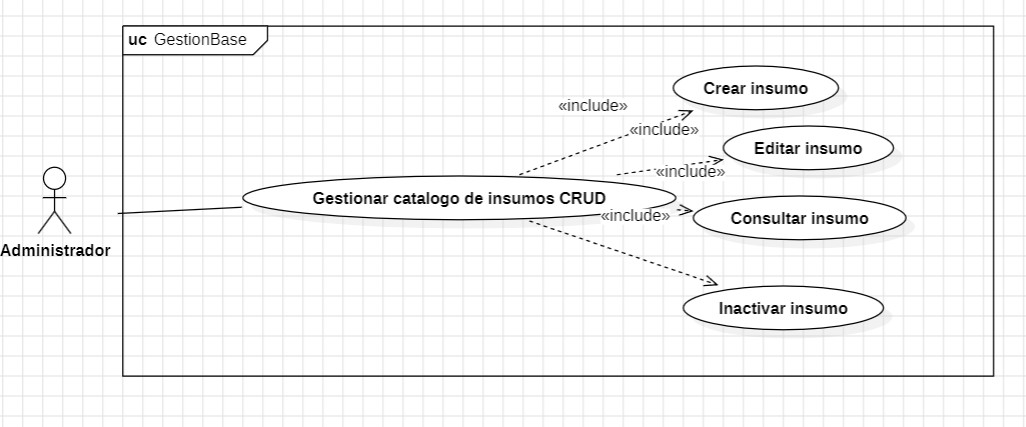 uc GestionBase
Crear insumo
«include»
«include»
Editar insumo
«include»
Gestionar catalogo de insumos CRUD
«include»
Consultar insumo
Administrador
Inactivar insumo